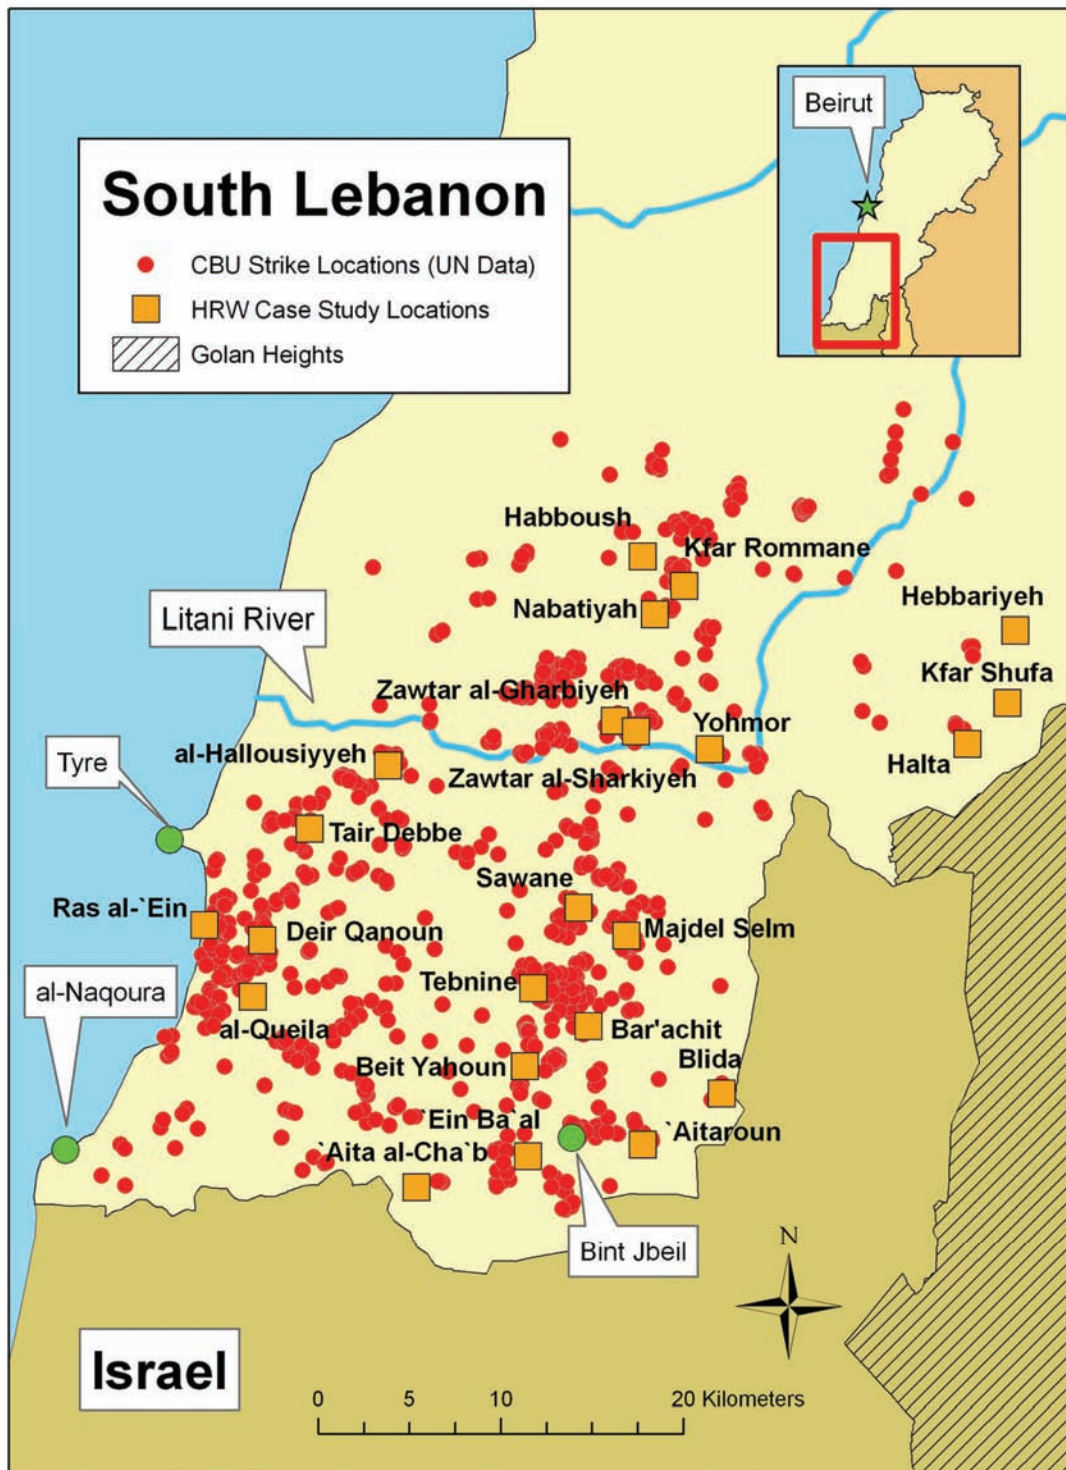 Beirut
South Lebanon
CBU Strike Locations (UN Data)
HRW Case Study Locations
Golan Heights
Habboush
Kfar Rommane
Hebbariyeh
Nabatiyah
Litani River
Kfar Shufa
Zawtar al-Gharbiyeh
Yohmor
al-Hallousiyyeh
Halta
Tyre
Zawtar al-Sharkiyeh
Tair Debbe
Sawane
Ras al-`Ein
Deir Qanoun
Majdel Selm
Tebnine
al-Naqoura
al-Queila
Bar'achit
Beit Yahoun
Blida
`Ein Ba`al
`Aitaroun
`Aita al-Cha`b
Bint Jbeil
N
Israel
0 5 10 20 Kilometers